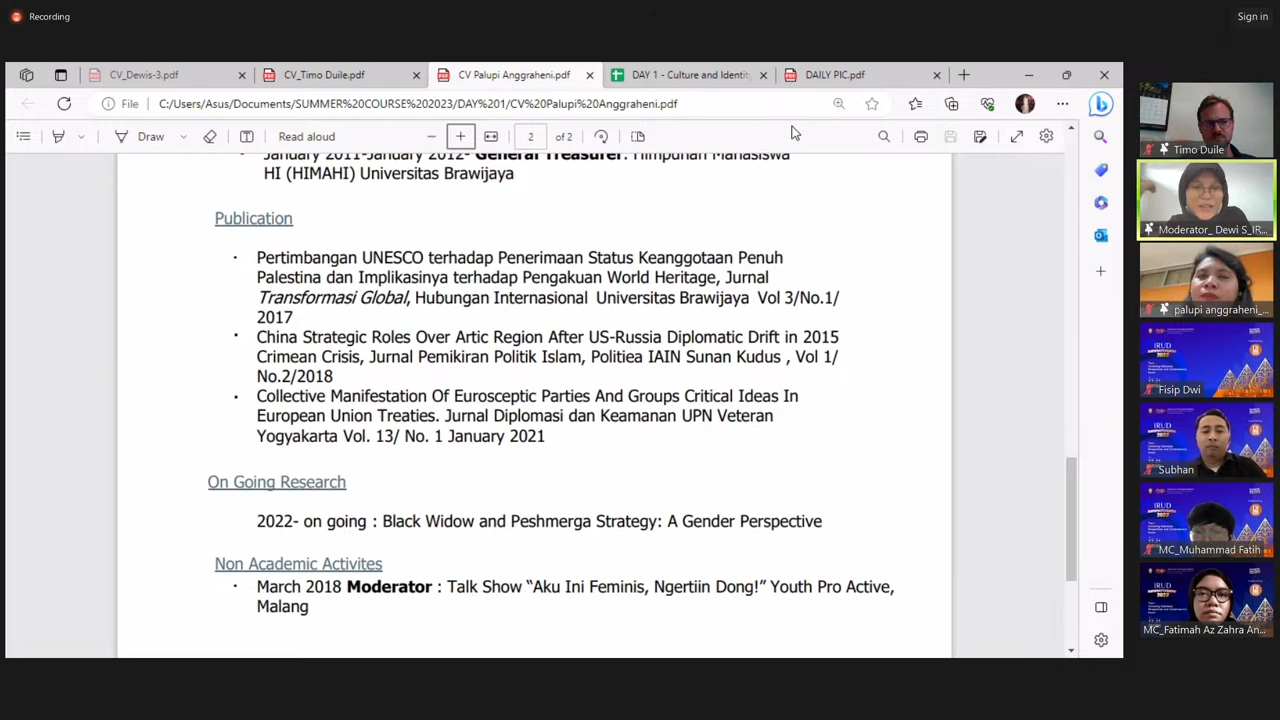 Recording
Sign in
CV_Dewis-3.pdf
CV_Timo Duile.pdf
CV Palupi Anggraheni.pdf
DAY 1 - Culture and Identity
DAILY PIC.pdf
File
C:/Users/Asus/Documents/SUMMER%20COURSE%202023/DAY%201/CV%20Palupi%20Anggraheni.pdf
Draw
Read aloud
2
of 2
January 2011-January 2012- General Treasurer: Himpunan Mahasiswa
HI (HIMAHI) Universitas Brawijaya
Publication
· Pertimbangan UNESCO terhadap Penerimaan Status Keanggotaan Penuh
Palestina dan Implikasinya terhadap Pengakuan World Heritage, Jurnal
Transformasi Global, Hubungan Internasional Universitas Brawijaya Vol 3/No.1/
2017
· China Strategic Roles Over Artic Region After US-Russia Diplomatic Drift in 2015
Crimean Crisis, Jurnal Pemikiran Politik Islam, Politiea IAIN Sunan Kudus , Vol 1/
No.2/2018
· Collective Manifestation Of Eurosceptic Parties And Groups Critical Ideas In
European Union Treaties. Jurnal Diplomasi dan Keamanan UPN Veteran
Yogyakarta Vol. 13/ No. 1 January 2021
On Going Research
2022- on going : Black Widow and Peshmerga Strategy: A Gender Perspective
Non Academic Activites
· March 2018 Moderator : Talk Show “Aku Ini Feminis, Ngertiin Dong!” Youth Pro Active,
Malang
Timo Duile
Moderator_ Dewi S_IR...
palupi anggraheni_...
IRUD
2023
Fisip Dwi
IRUD
Subhan
IRUD
2023
MC_Muhammad Fatih
IRUD
MC_Fatimah Az Zahra An...